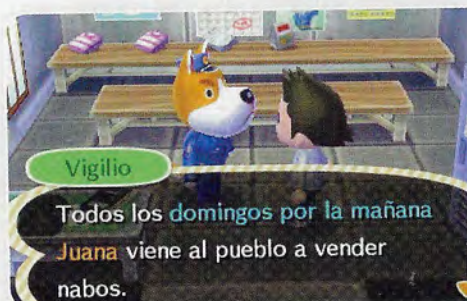 Vigilio
Todos los domingos por la mañana
Juana viene al pueblo a vender
nabos.